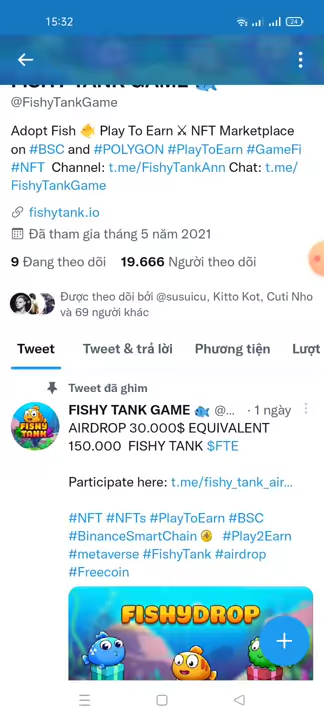 15:32
24
FISHY TANK GAME
@FishyTankGame
Adopt Fish 🐠 Play To Earn ⚔ NFT Marketplace
on #BSC and #POLYGON #PlayToEarn #GameFi
#NFT Channel: t.me/FishyTankAnn Chat: t.me/
FishyTankGame
fishytank.io
Đã tham gia tháng 5 năm 2021
9 Đang theo dõi 19.666 Người theo dõi
Được theo dõi bởi @susuicu, Kitto Kot, Cuti Nho
và 69 người khác
Tweet Tweet & trả lời Phương tiện Lượt
Tweet đã ghim
FISHY TANK GAME 🐟 @... · 1 ngày
AIRDROP 30.000$ EQUIVALENT
150.000 FISHY TANK $FTE
Participate here: t.me/fishy_tank_air...
#NFT #NFTs #PlayToEarn #BSC
#BinanceSmartChain #Play2Earn
#metaverse #FishyTank #airdrop
#Freecoin
FISHY
TANK
FISHYDROP